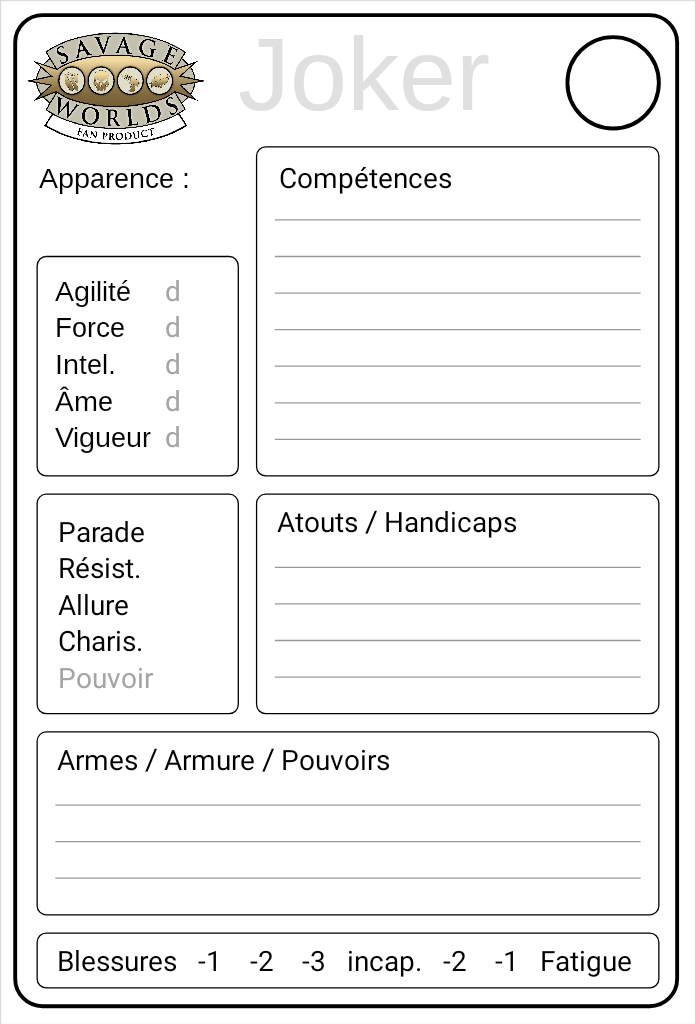 SAVAGE
WORLDS
FAN PRODUCT
Joker
Apparence :
Compétences
Agilité d
Force d
Intel. d
Âme d
Vigueur d
Parade
Résist.
Allure
Charis.
Pouvoir
Atouts / Handicaps
Armes / Armure / Pouvoirs
Blessures -1 -2 -3 incap. -2 -1 Fatigue